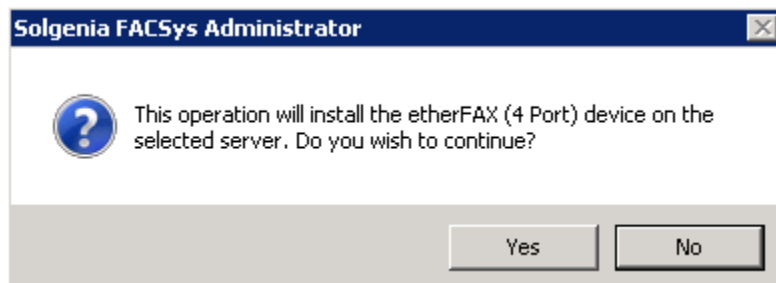 Solgenia FACSys Administrator
This operation will install the etherFAX (4 Port) device on the
selected server. Do you wish to continue?
Yes
No